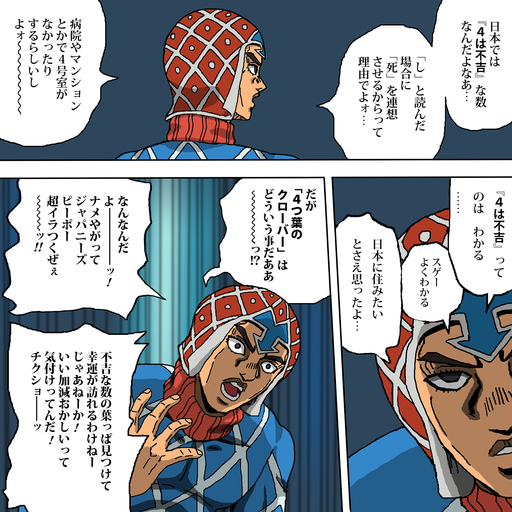 日本では
『4は不吉』な数
なんだよなあ…
「し」と読んだ
場合に
「死」を連想
させるからって
理由でよォ…
病院やマンション
とかで4号室が
なかったり
するらしいし
よォ～～～～～
『4は不吉』って
のは わかる
……
スゲー
よくわかる
日本に住みたい
とさえ思ったよ…
だが
「4つ葉の
クローバー」は
どういう事だああ
～～～～～っ!?
なんなんだ
よ───ッ！
ナメやがって
ジャパニーズ
ピーポー
超イラつくぜぇ
～～～～ッ!!
不吉な数の葉っぱ見つけて
幸運が訪れるわけねー
じゃあねーか！
いい加減おかしいって
気付けってんだ！
チクショ───ッ